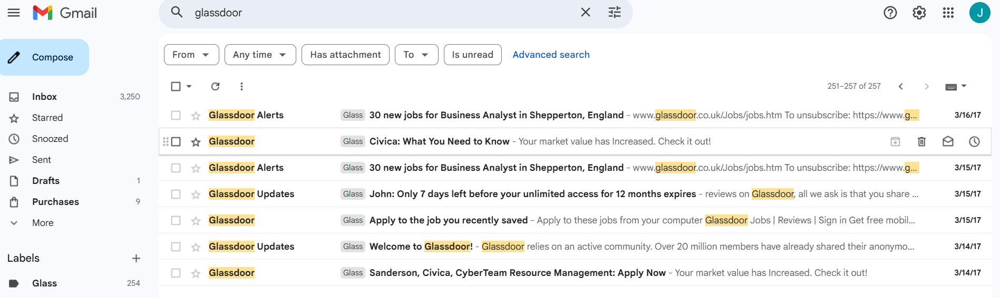 Gmail
glassdoor
J
Compose
From
Any time
Has attachment
To
Is unread
Advanced search
251–257 of 257
Inbox 3,250
Starred
Snoozed
Sent
Drafts 1
Purchases 9
More
Labels
Glass 254
Glassdoor Alerts Glass 30 new jobs for Business Analyst in Shepperton, England - www.glassdoor.co.uk/Jobs/jobs.htm To unsubscribe: https://www.g... 3/16/17
Glassdoor Glass Civica: What You Need to Know - Your market value has Increased. Check it out!
Glassdoor Alerts Glass 30 new jobs for Business Analyst in Shepperton, England - www.glassdoor.co.uk/Jobs/jobs.htm To unsubscribe: https://www.g... 3/15/17
Glassdoor Updates Glass John: Only 7 days left before your unlimited access for 12 months expires - reviews on Glassdoor, all we ask is that you share ... 3/15/17
Glassdoor Glass Apply to the job you recently saved - Apply to these jobs from your computer Glassdoor Jobs | Reviews | Sign in Get free mobil... 3/15/17
Glassdoor Updates Glass Welcome to Glassdoor! - Glassdoor relies on an active community. Over 20 million members have already shared their anonymo... 3/14/17
Glassdoor Glass Sanderson, Civica, CyberTeam Resource Management: Apply Now - Your market value has Increased. Check it out! 3/14/17